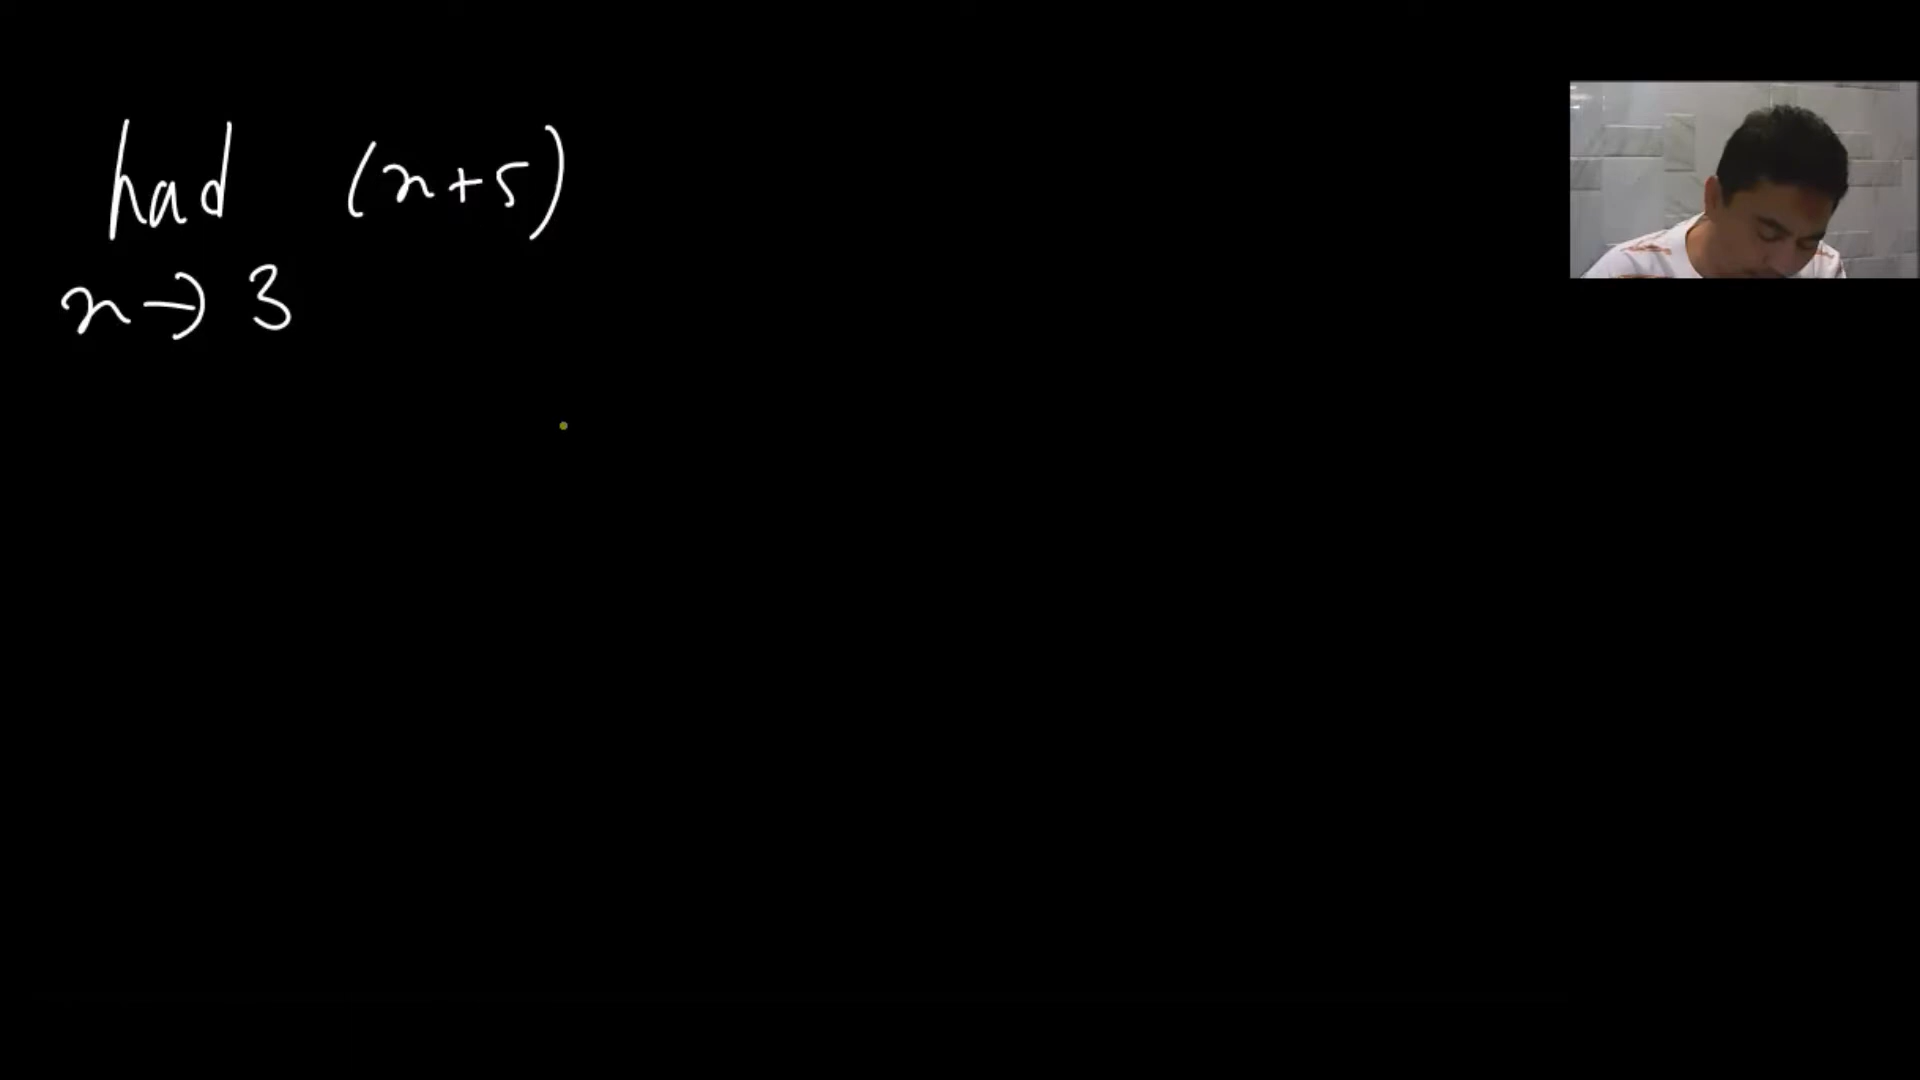 had (x+5)
x → 3